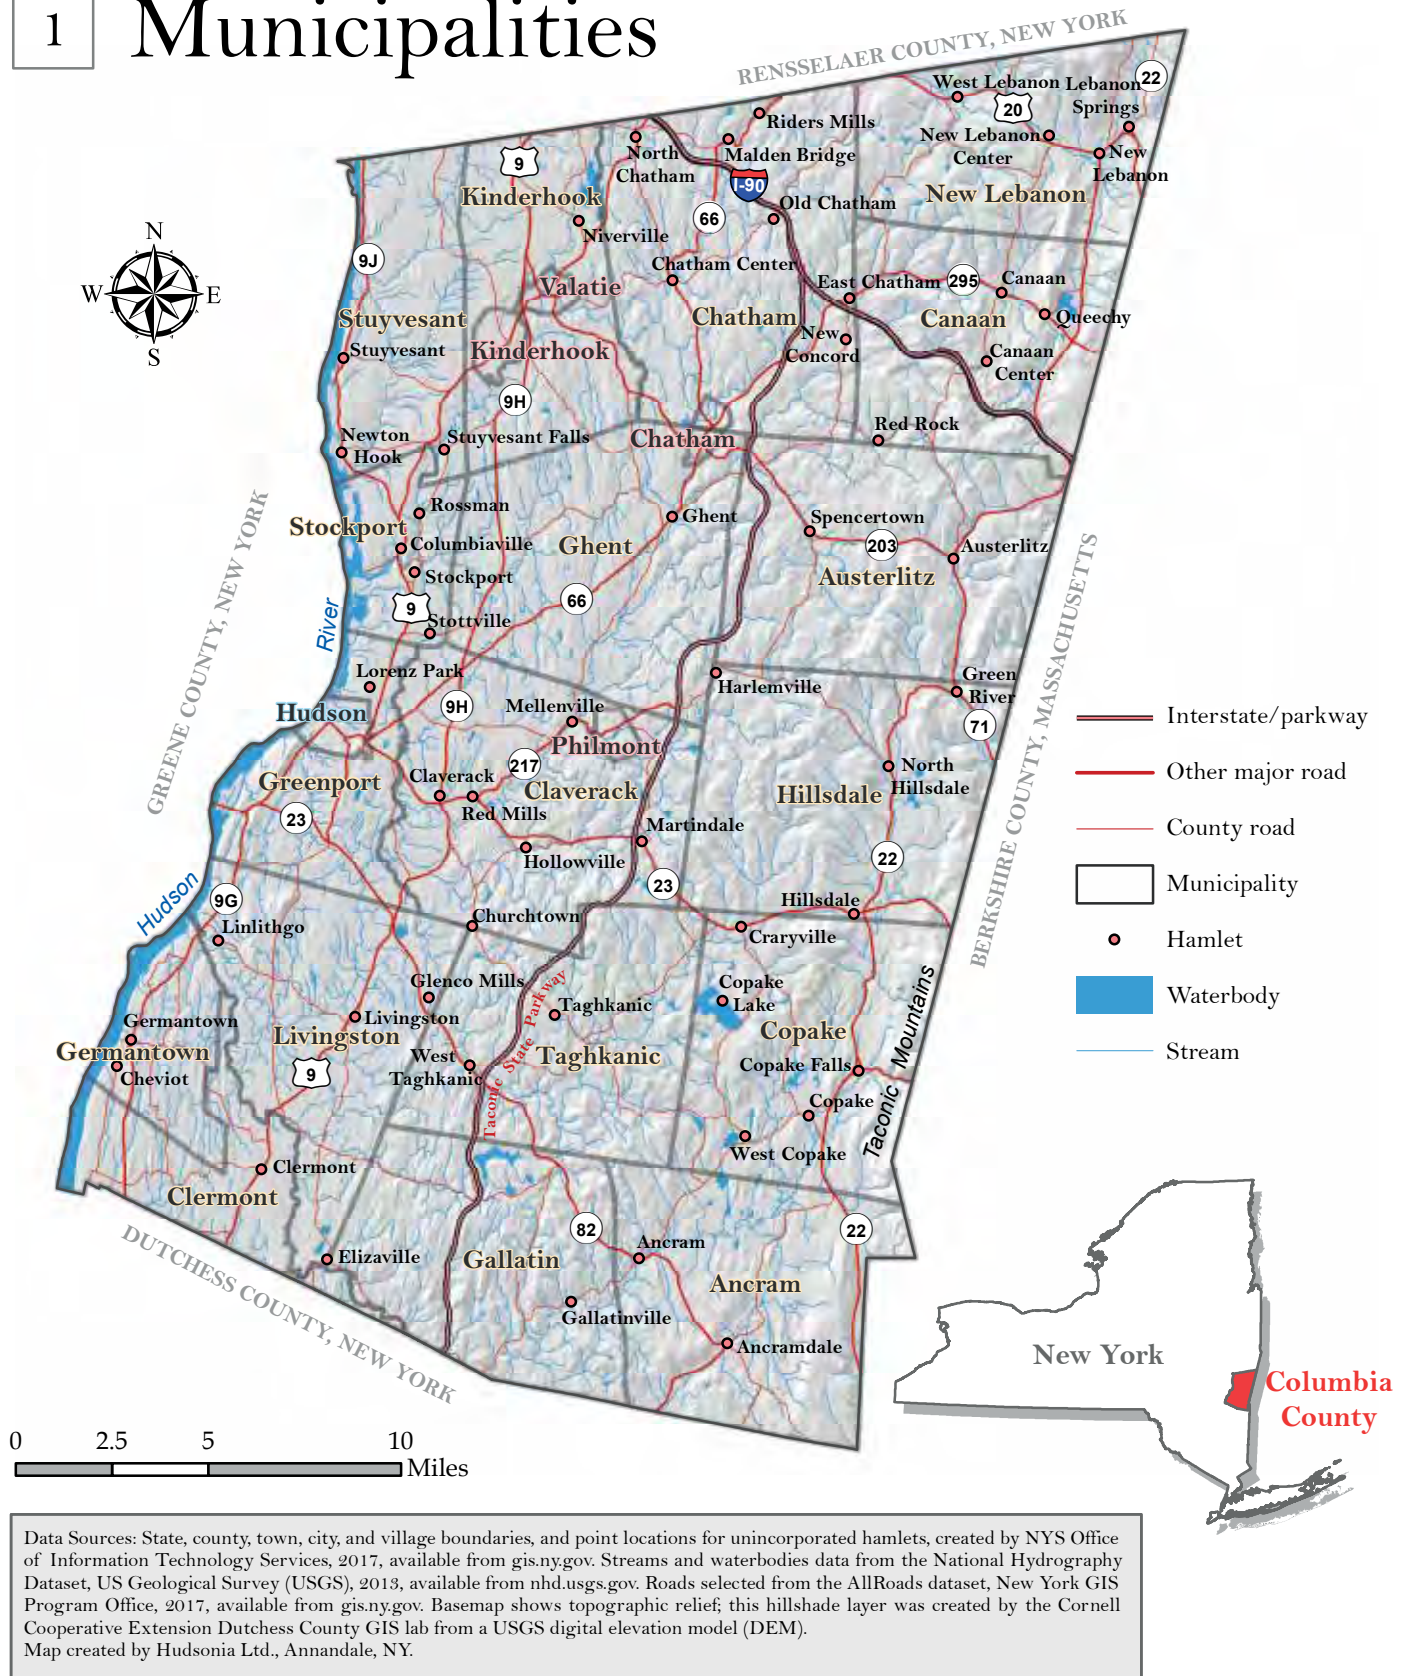 1
Municipalities
RENSSELAER COUNTY, NEW YORK
22
West Lebanon
Lebanon
Springs
20
Riders Mills
New Lebanon
Center
New
Lebanon
North
Chatham
Malden Bridge
9
I-90
Kinderhook
New Lebanon
Old Chatham
66
Niverville
N
W
E
S
9J
Chatham Center
East Chatham
295
Canaan
Valatie
Stuyvesant
Chatham
Canaan
Queechy
New
Concord
Stuyvesant
Kinderhook
Canaan
Center
9H
Red Rock
Newton
Hook
Stuyvesant Falls
Chatham
Rossman
Ghent
Spencertown
Stockport
Columbiaville
Ghent
203
Austerlitz
Stockport
Austerlitz
GREENE COUNTY, NEW YORK
BERKSHIRE COUNTY, MASSACHUSETTS
9
66
Stottville
River
Lorenz Park
Harlemville
Green
River
Hudson
9H
Mellenville
71
Philmont
217
North
Hillsdale
Greenport
Claverack
Claverack
Hillsdale
Red Mills
23
Martindale
Hollowville
22
23
Hudson
9G
Linlithgo
Churchtown
Hillsdale
Craryville
Glenco Mills
Copake
Lake
Taghkanic
Germantown
Livingston
Livingston
Copake
Germantown
West
Taghkanic
Taghkanic
Taconic State Parkway
Copake Falls
Cheviot
9
Copake
Taconic Mountains
West Copake
Clermont
Clermont
82
22
Elizaville
Gallatin
Ancram
Ancram
Gallatinville
Ancramdale
DUTCHESS COUNTY, NEW YORK
Interstate/parkway
Other major road
County road
Municipality
Hamlet
Waterbody
Stream
New York
Columbia
County
0 2.5 5 10
Miles
Data Sources: State, county, town, city, and village boundaries, and point locations for unincorporated hamlets, created by NYS Office
of Information Technology Services, 2017, available from gis.ny.gov. Streams and waterbodies data from the National Hydrography
Dataset, US Geological Survey (USGS), 2013, available from nhd.usgs.gov. Roads selected from the AllRoads dataset, New York GIS
Program Office, 2017, available from gis.ny.gov. Basemap shows topographic relief; this hillshade layer was created by the Cornell
Cooperative Extension Dutchess County GIS lab from a USGS digital elevation model (DEM).
Map created by Hudsonia Ltd., Annandale, NY.